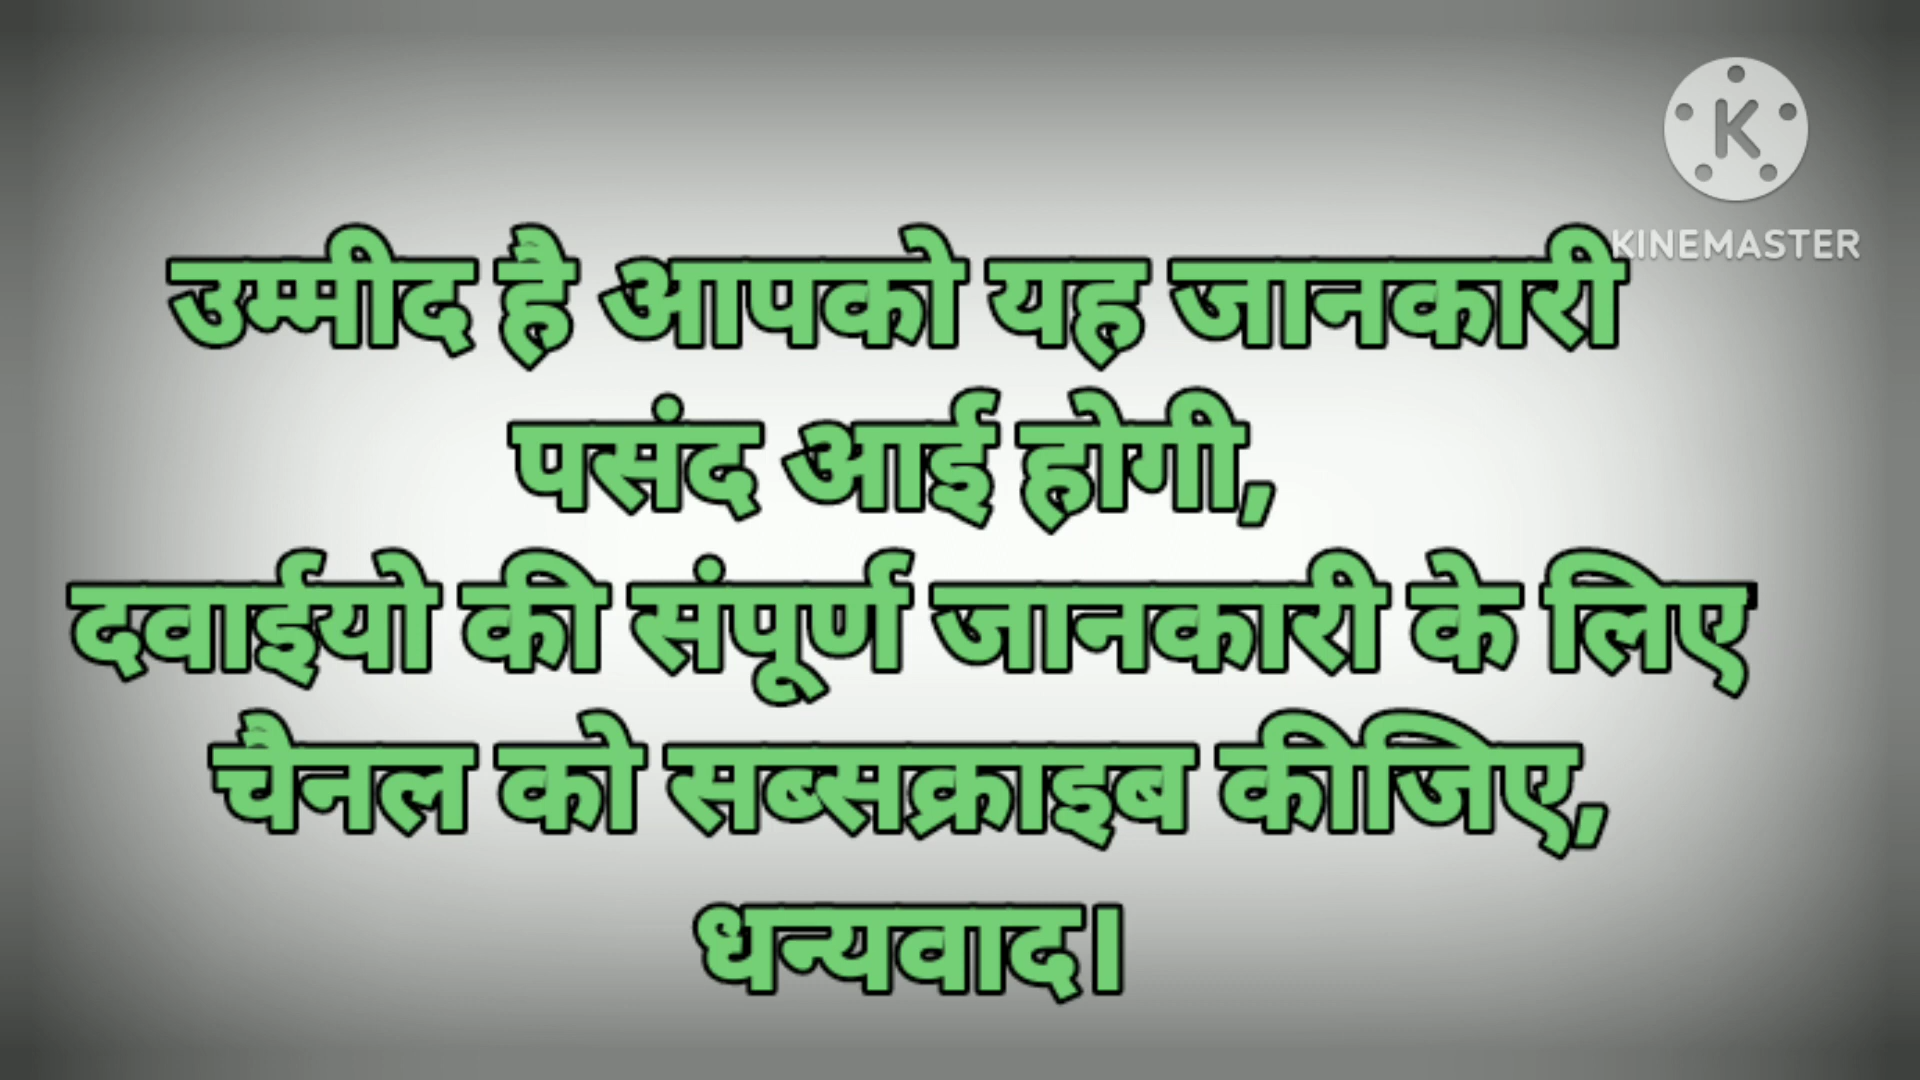 KINEMASTER
उम्मीद है आपको यह जानकारी
पसंद आई होगी,
दवाईयो की संपूर्ण जानकारी के लिए
चैनल को सब्सक्राइब कीजिए,
धन्यवाद।